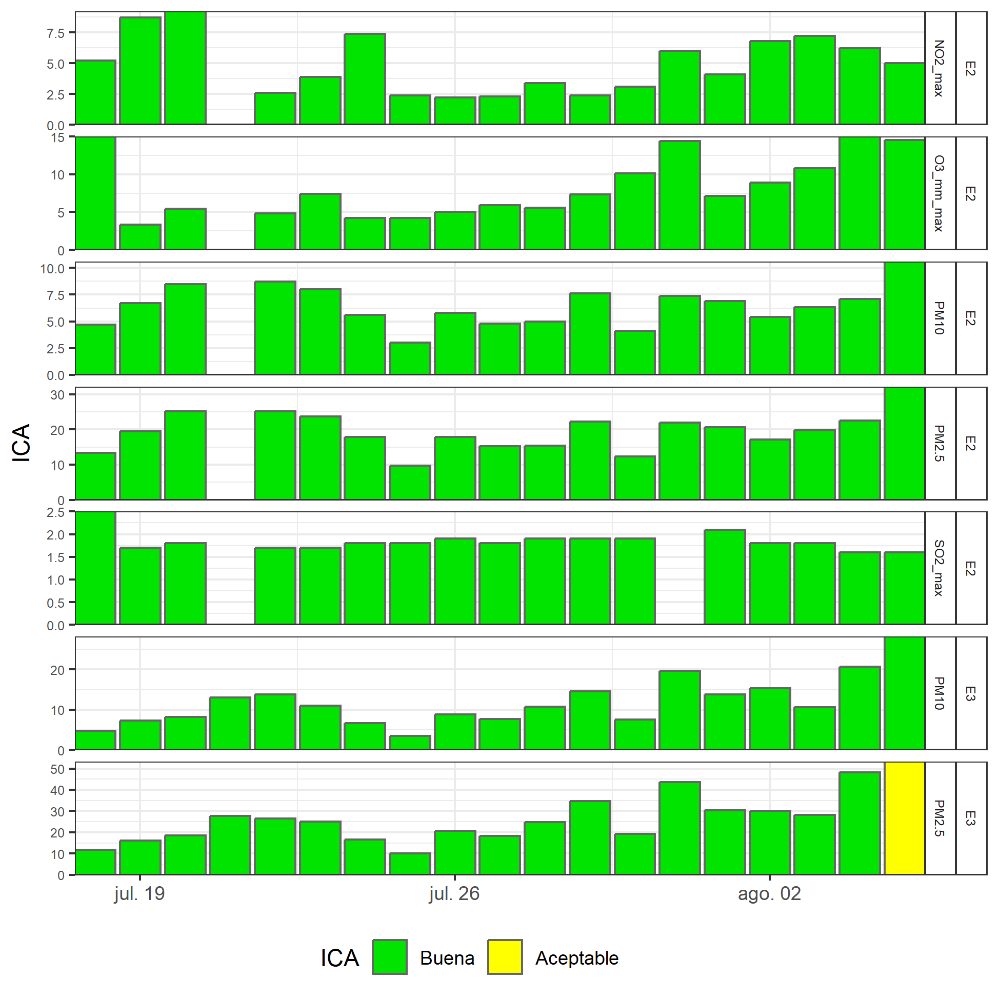 7.5
5.0
2.5
0.0
NO2_max
E2
15
10
5
0
O3_mm_max
E2
10.0
7.5
5.0
2.5
0.0
PM10
E2
30
20
10
0
PM2.5
E2
2.5
2.0
1.5
1.0
0.5
0.0
SO2_max
E2
20
10
0
PM10
E3
50
40
30
20
10
0
PM2.5
E3
ICA
jul. 19
jul. 26
ago. 02
ICA Buena Aceptable